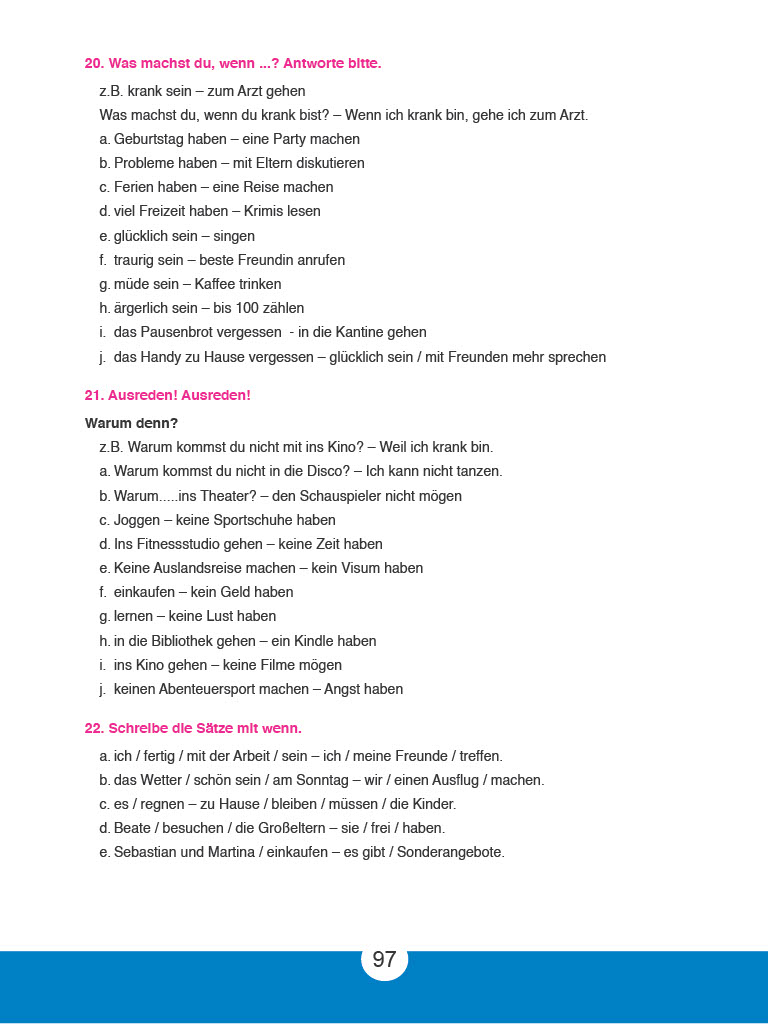 20. Was machst du, wenn ...? Antworte bitte.
z.B. krank sein – zum Arzt gehen
Was machst du, wenn du krank bist? – Wenn ich krank bin, gehe ich zum Arzt.
a. Geburtstag haben – eine Party machen
b. Probleme haben – mit Eltern diskutieren
c. Ferien haben – eine Reise machen
d. viel Freizeit haben – Krimis lesen
e. glücklich sein – singen
f. traurig sein – beste Freundin anrufen
g. müde sein – Kaffee trinken
h. ärgerlich sein – bis 100 zählen
i. das Pausenbrot vergessen - in die Kantine gehen
j. das Handy zu Hause vergessen – glücklich sein / mit Freunden mehr sprechen
21. Ausreden! Ausreden!
Warum denn?
z.B. Warum kommst du nicht mit ins Kino? – Weil ich krank bin.
a. Warum kommst du nicht in die Disco? – Ich kann nicht tanzen.
b. Warum.....ins Theater? – den Schauspieler nicht mögen
c. Joggen – keine Sportschuhe haben
d. Ins Fitnessstudio gehen – keine Zeit haben
e. Keine Auslandsreise machen – kein Visum haben
f. einkaufen – kein Geld haben
g. lernen – keine Lust haben
h. in die Bibliothek gehen – ein Kindle haben
i. ins Kino gehen – keine Filme mögen
j. keinen Abenteuersport machen – Angst haben
22. Schreibe die Sätze mit wenn.
a. ich / fertig / mit der Arbeit / sein – ich / meine Freunde / treffen.
b. das Wetter / schön sein / am Sonntag – wir / einen Ausflug / machen.
c. es / regnen – zu Hause / bleiben / müssen / die Kinder.
d. Beate / besuchen / die Großeltern – sie / frei / haben.
e. Sebastian und Martina / einkaufen – es gibt / Sonderangebote.
97